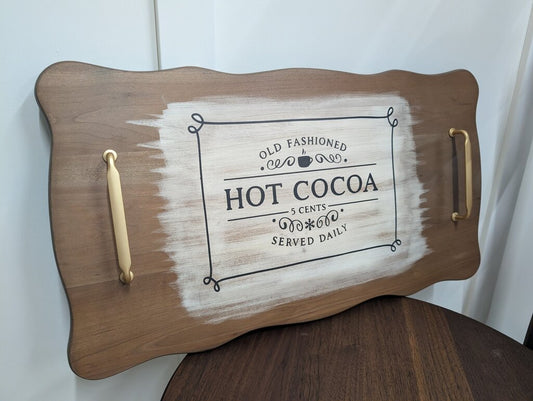 OLD FASHIONED
HOT COCOA
5 CENTS
SERVED DAILY